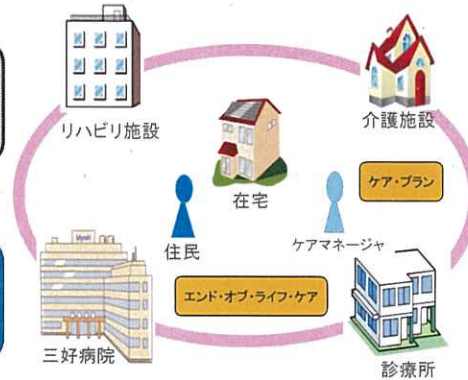 リハビリ施設
介護施設
在宅
ケア・プラン
住民
ケアマネージャ
エンド・オブ・ライフ・ケア
三好病院
診療所